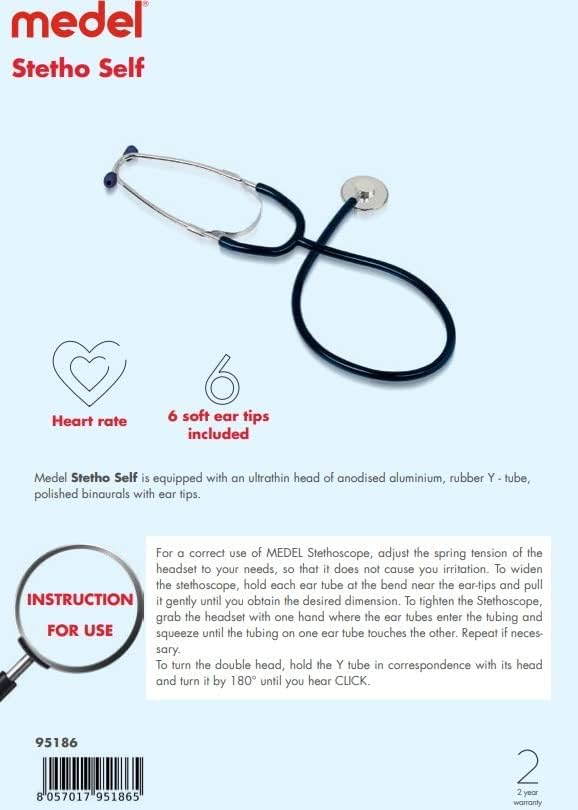 medel®
Stetho Self
Heart rate
6
6 soft ear tips
included
Medel Stetho Self is equipped with an ultrathin head of anodised aluminium, rubber Y - tube,
polished binaurals with ear tips.
INSTRUCTION
FOR USE
For a correct use of MEDEL Stethoscope, adjust the spring tension of the
headset to your needs, so that it does not cause you irritation. To widen
the stethoscope, hold each ear tube at the bend near the ear-tips and pull
it gently until you obtain the desired dimension. To tighten the Stethoscope,
grab the headset with one hand where the ear tubes enter the tubing and
squeeze until the tubing on one ear tube touches the other. Repeat if neces-
sary.
To turn the double head, hold the Y tube in correspondence with its head
and turn it by 180° until you hear CLICK.
95186
8 057017 951865
2
2 year
warranty